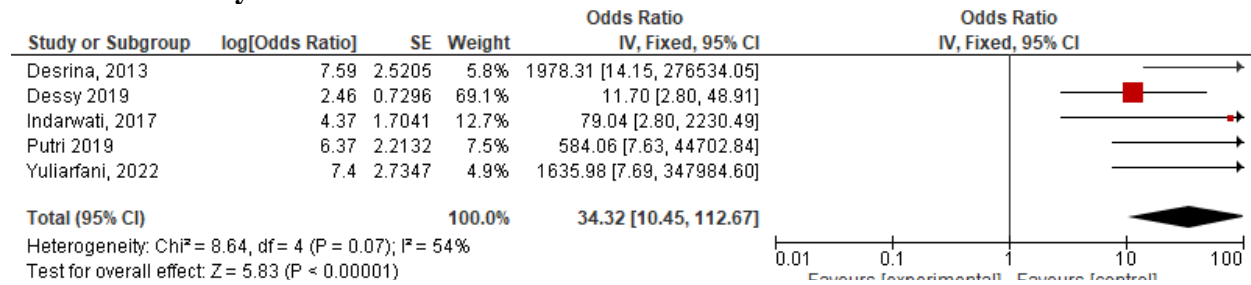 Odds Ratio Odds Ratio
Study or Subgroup log[Odds Ratio] SE Weight IV, Fixed, 95% CI IV, Fixed, 95% CI
Desrina, 2013 7.59 2.5205 5.8% 1978.31 [14.15, 276534.05]
Dessy 2019 2.46 0.7296 69.1% 11.70 [2.80, 48.91]
Indarwati, 2017 4.37 1.7041 12.7% 79.04 [2.80, 2230.49]
Putri 2019 6.37 2.2132 7.5% 584.06 [7.63, 44702.84]
Yuliarfani, 2022 7.4 2.7347 4.9% 1635.98 [7.69, 347984.60]
Total (95% CI) 100.0% 34.32 [10.45, 112.67]
Heterogeneity: Chi² = 8.64, df = 4 (P = 0.07); I² = 54%
Test for overall effect: Z = 5.83 (P < 0.00001)
0.01 0.1 1 10 100
Favours [experimental] Favours [control]